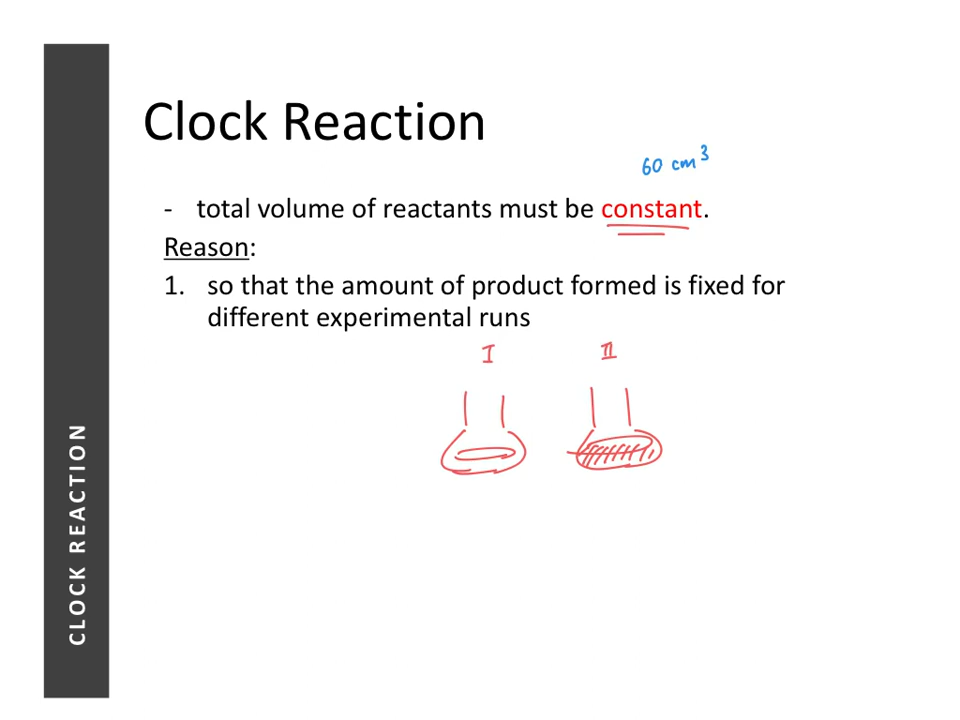 CLOCK REACTION
Clock Reaction
60 cm³
- total volume of reactants must be constant.
Reason:
1. so that the amount of product formed is fixed for
different experimental runs
I II